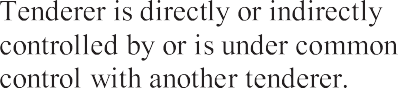 Tenderer is directly or indirectly
controlled by or is under common
control with another tenderer.